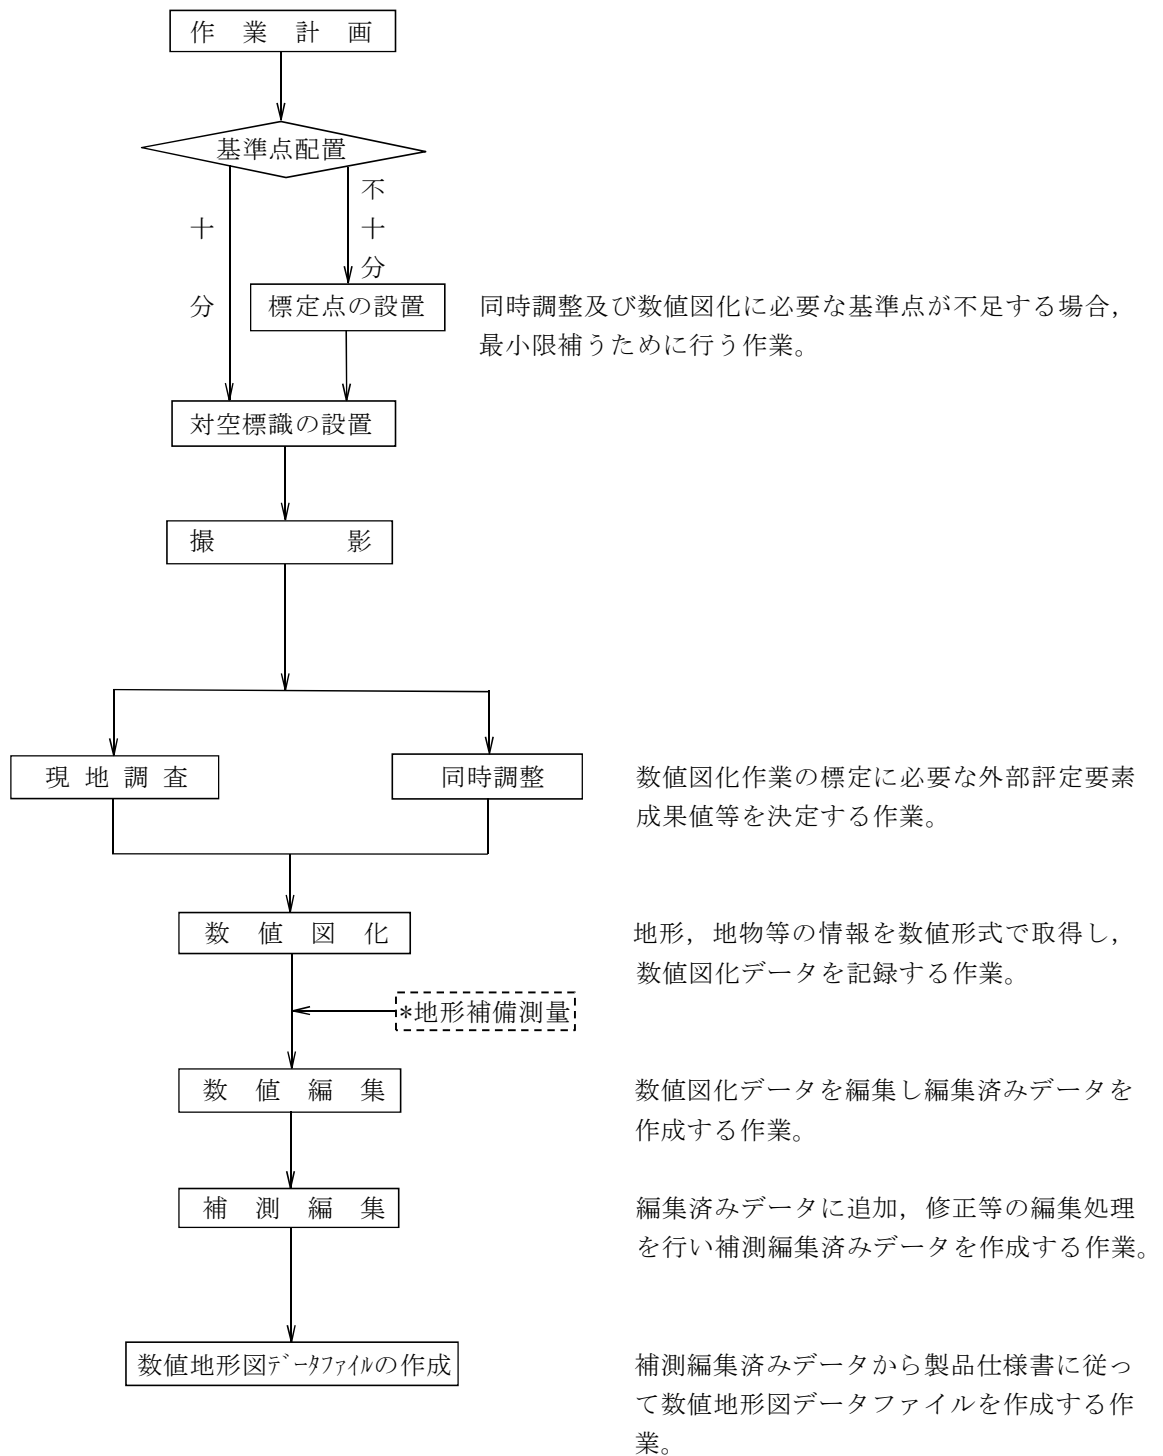 作業計画
基準点配置
十分
不十分
標定点の設置
同時調整及び数値図化に必要な基準点が不足する場合，
最小限補うために行う作業。
対空標識の設置
撮影
現地調査
同時調整
数値図化作業の標定に必要な外部評定要素
成果値等を決定する作業。
数値図化
地形，地物等の情報を数値形式で取得し，
数値図化データを記録する作業。
*地形補備測量
数値編集
数値図化データを編集し編集済みデータを
作成する作業。
補測編集
編集済みデータに追加，修正等の編集処理
を行い補測編集済みデータを作成する作業。
数値地形図ﾃﾞｰﾀﾌｧｲﾙの作成
補測編集済みデータから製品仕様書に従っ
て数値地形図データファイルを作成する作
業。